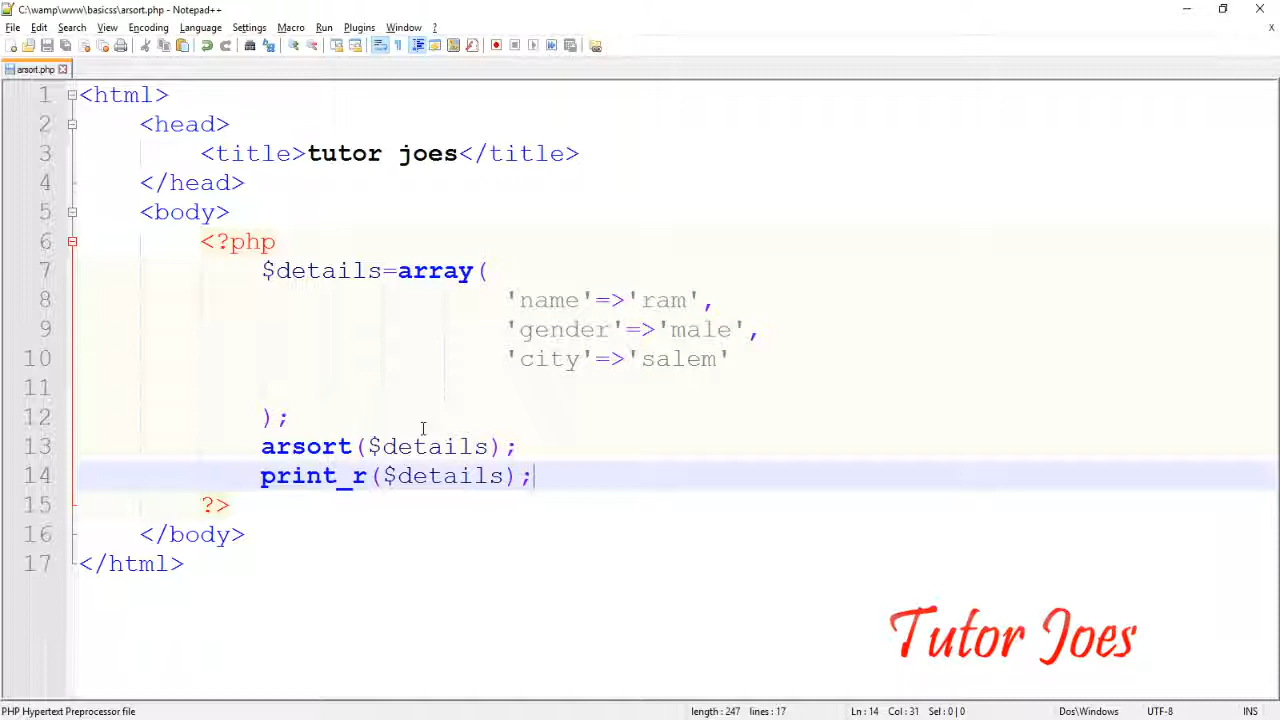 C:\wamp\www\basicss\arsort.php - Notepad++
File Edit Search View Encoding Language Settings Macro Run Plugins Window ?
X
arsort.php
1 <html>
2 <head>
3 <title>tutor joes</title>
4 </head>
5 <body>
6 <?php
7 $details=array(
8 'name'=>'ram',
9 'gender'=>'male',
10 'city'=>'salem'
11
12 );
13 arsort($details);
14 print_r($details);
15 ?>
16 </body>
17 </html>
Tutor Joes
PHP Hypertext Preprocessor file length : 247 lines : 17 Ln : 14 Col : 31 Sel : 0 | 0 Dos\Windows UTF-8 INS